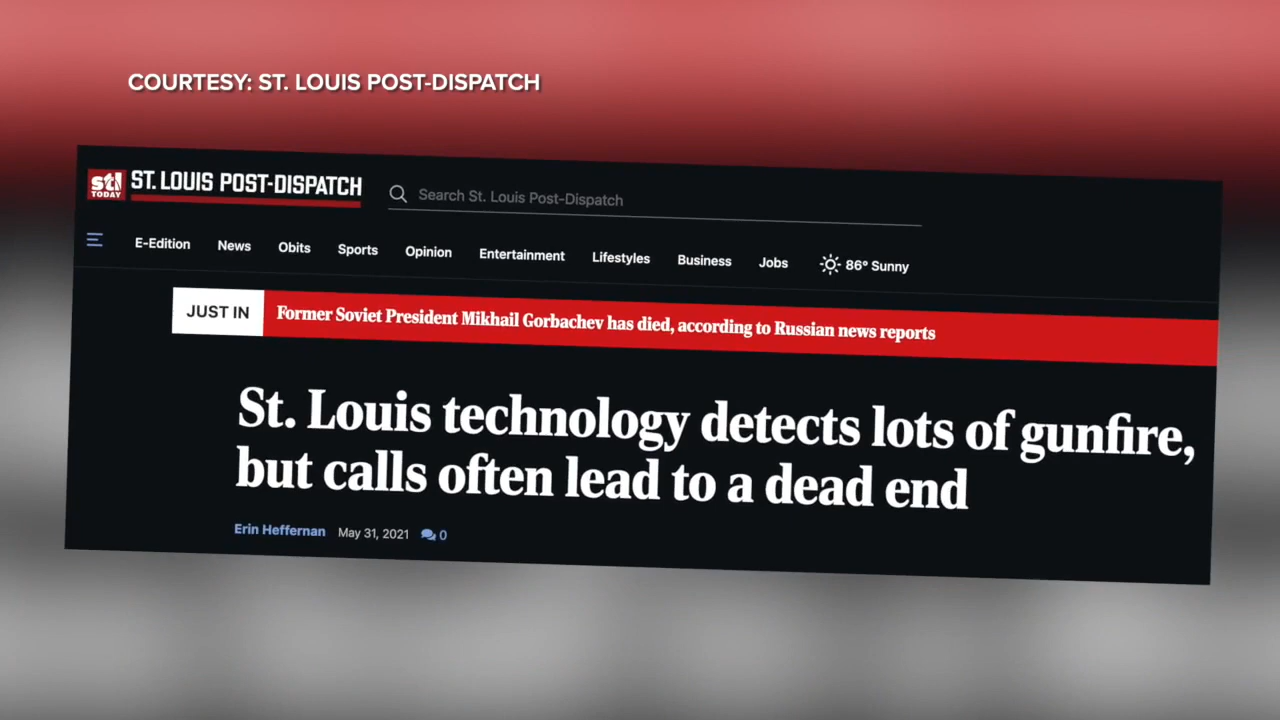 COURTESY: ST. LOUIS POST-DISPATCH
stl
TODAY
ST. LOUIS POST-DISPATCH
Search St. Louis Post-Dispatch
E-Edition News Obits Sports Opinion Entertainment Lifestyles Business Jobs 86° Sunny
JUST IN Former Soviet President Mikhail Gorbachev has died, according to Russian news reports
St. Louis technology detects lots of gunfire,
but calls often lead to a dead end
Erin Heffernan May 31, 2021 0